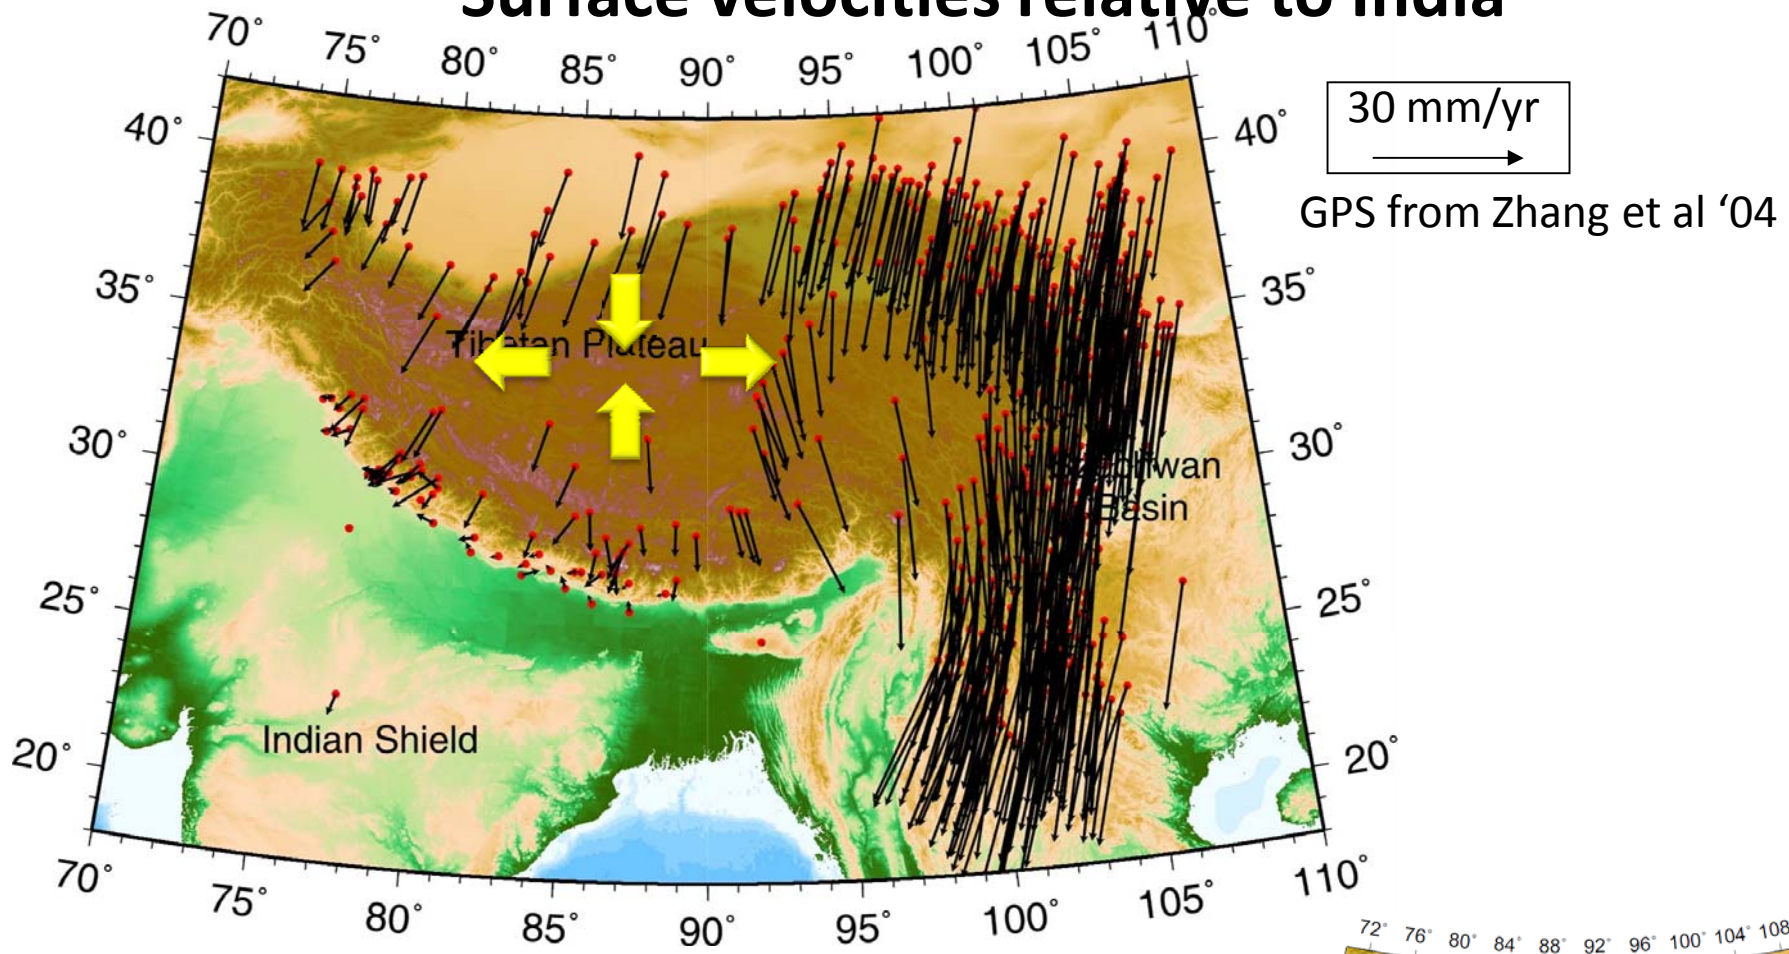 Surface velocities relative to India
70° 75° 80° 85° 90° 95° 100° 105° 110°
30 mm/yr
40° 40°
GPS from Zhang et al ‘04
35° 35°
Tibetan Plateau
30° 30°
Basin
25° 25°
Indian Shield
20° 20°
70° 75° 80° 85° 90° 95° 100° 105° 110°
72° 76° 80° 84° 88° 92° 96° 100° 104° 108